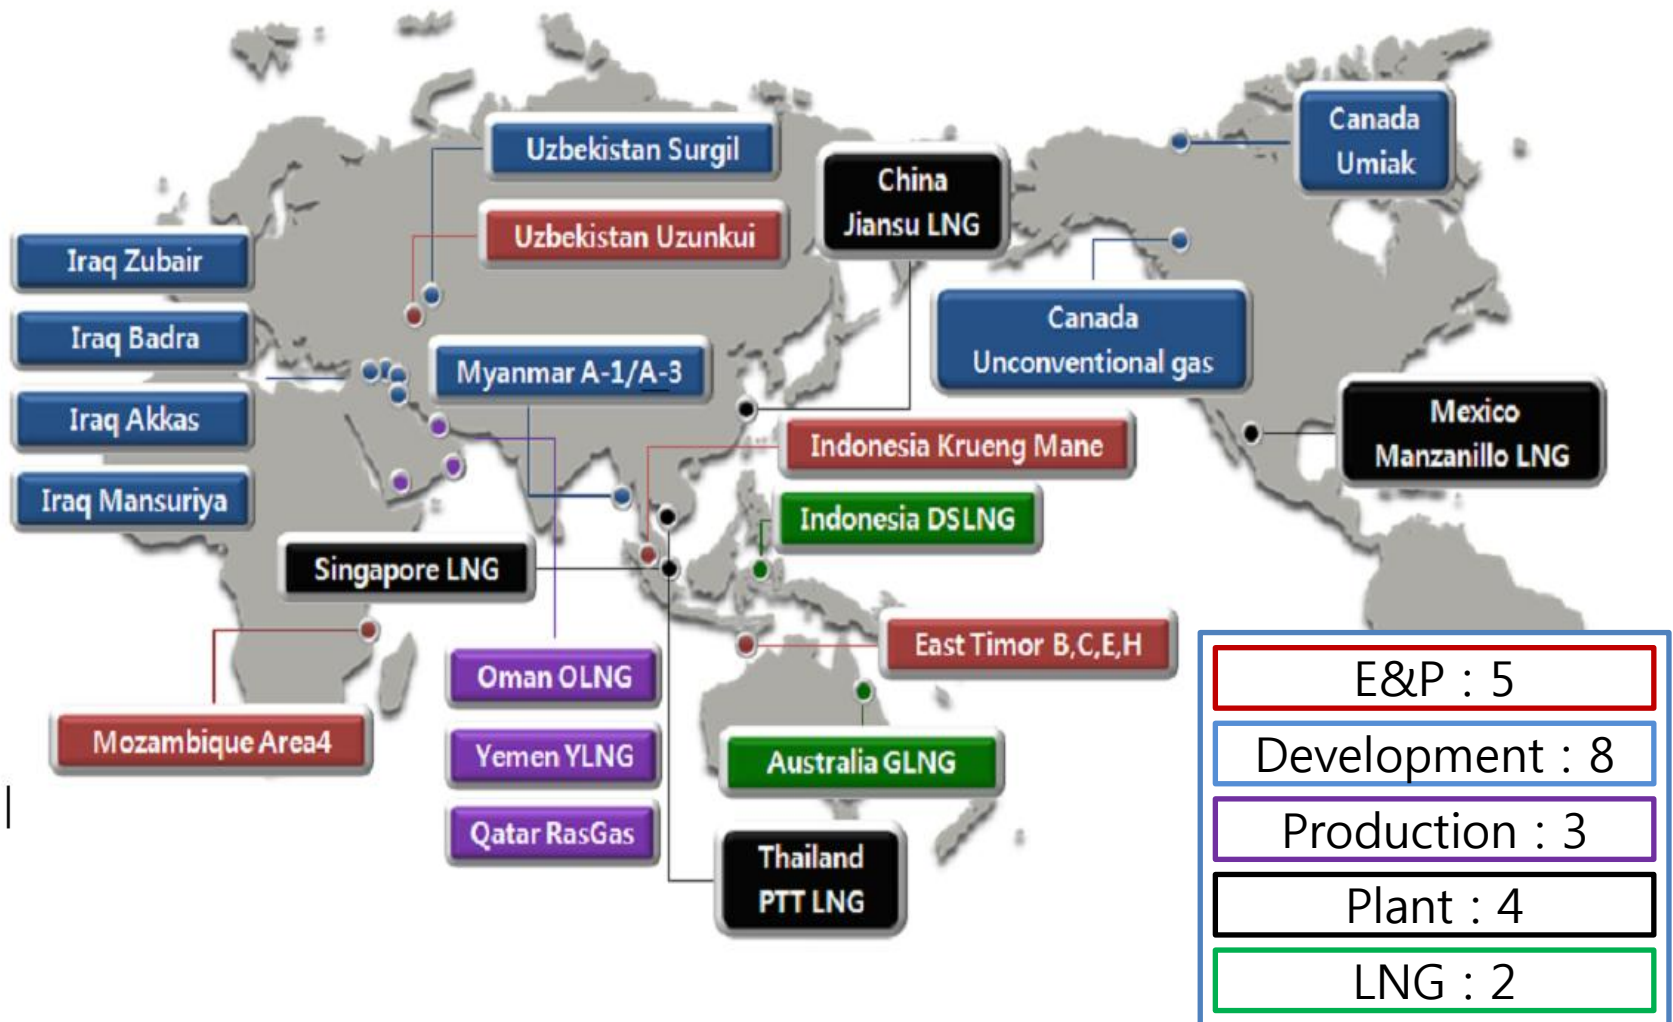 Uzbekistan Surgil
Uzbekistan Uzunkui
China
Jiansu LNG
Canada
Umiak
Iraq Zubair
Iraq Badra
Iraq Akkas
Iraq Mansuriya
Myanmar A-1/A-3
Canada
Unconventional gas
Mexico
Manzanillo LNG
Indonesia Krueng Mane
Indonesia DSLNG
Singapore LNG
East Timor B,C,E,H
Oman OLNG
Yemen YLNG
Qatar RasGas
Mozambique Area4
Australia GLNG
Thailand
PTT LNG
E&P : 5
Development : 8
Production : 3
Plant : 4
LNG : 2